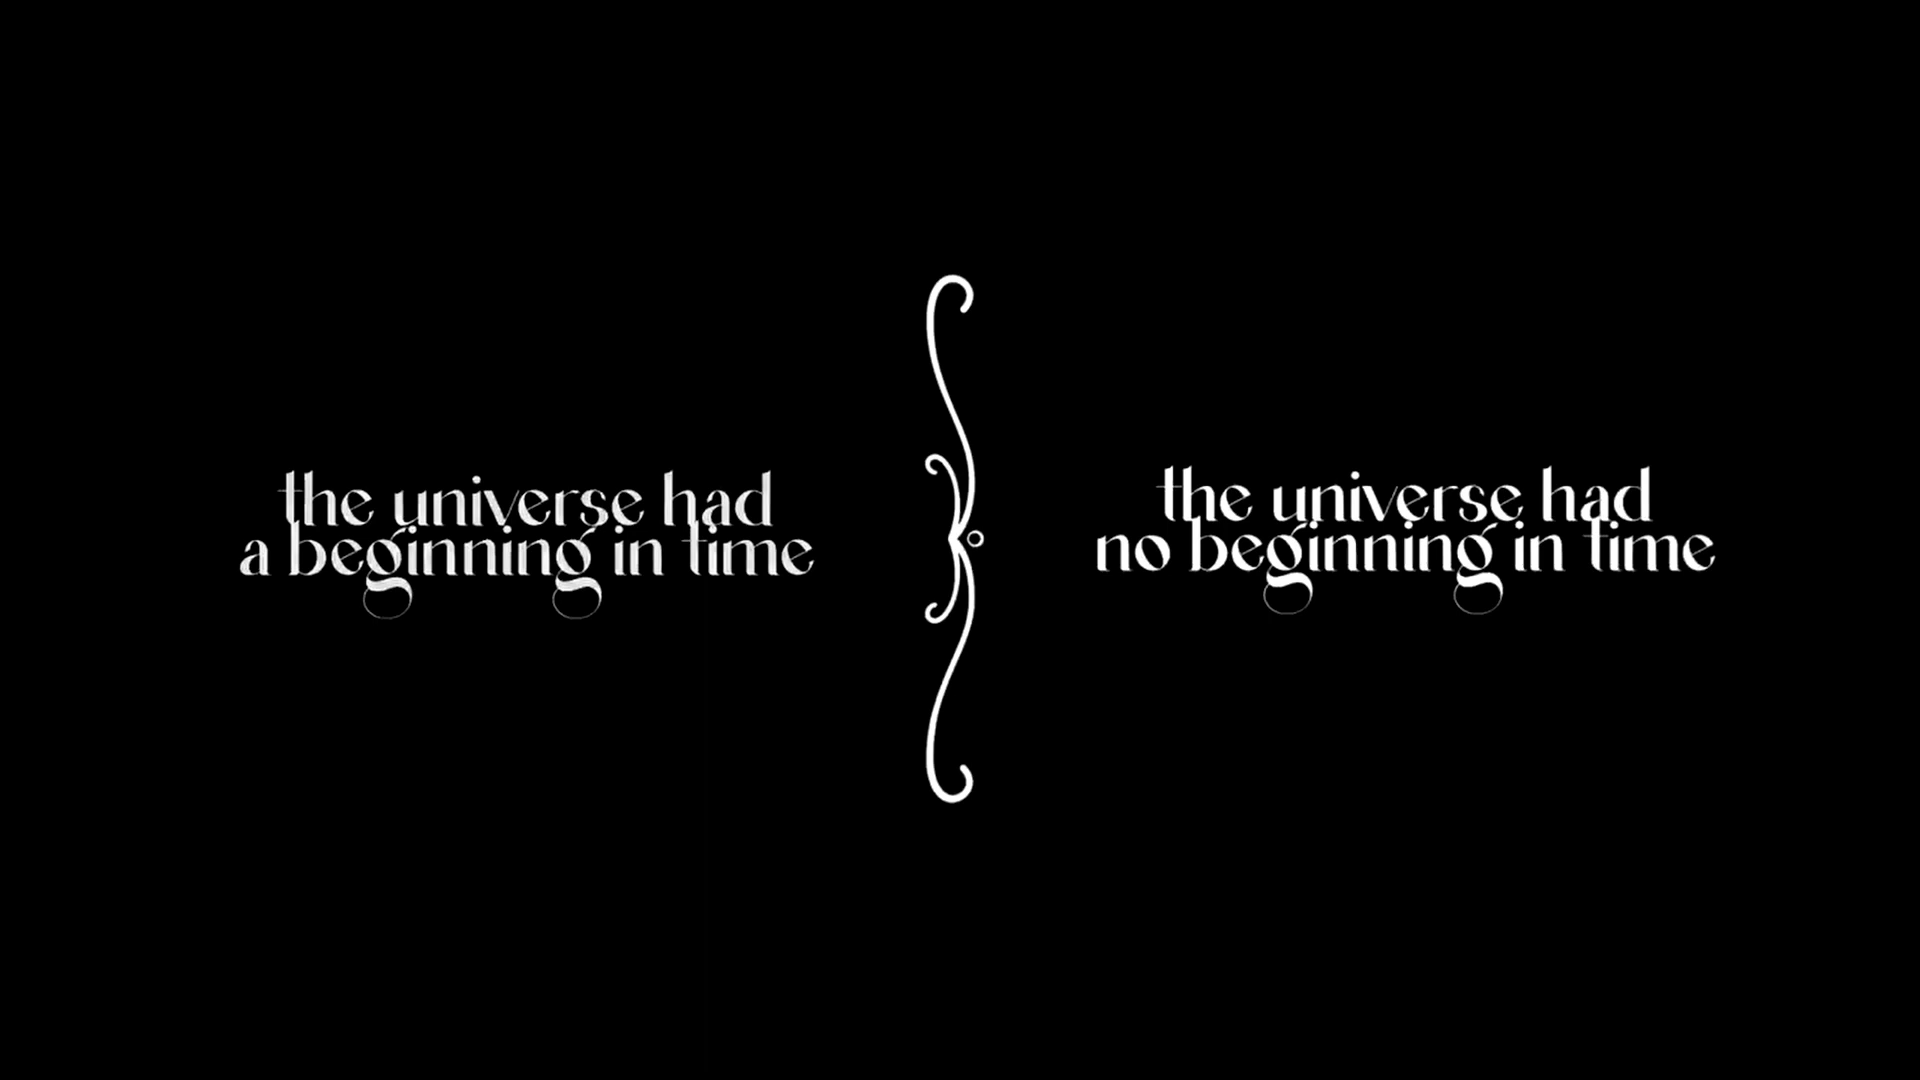 the universe had
a beginning in time
the universe had
no beginning in time